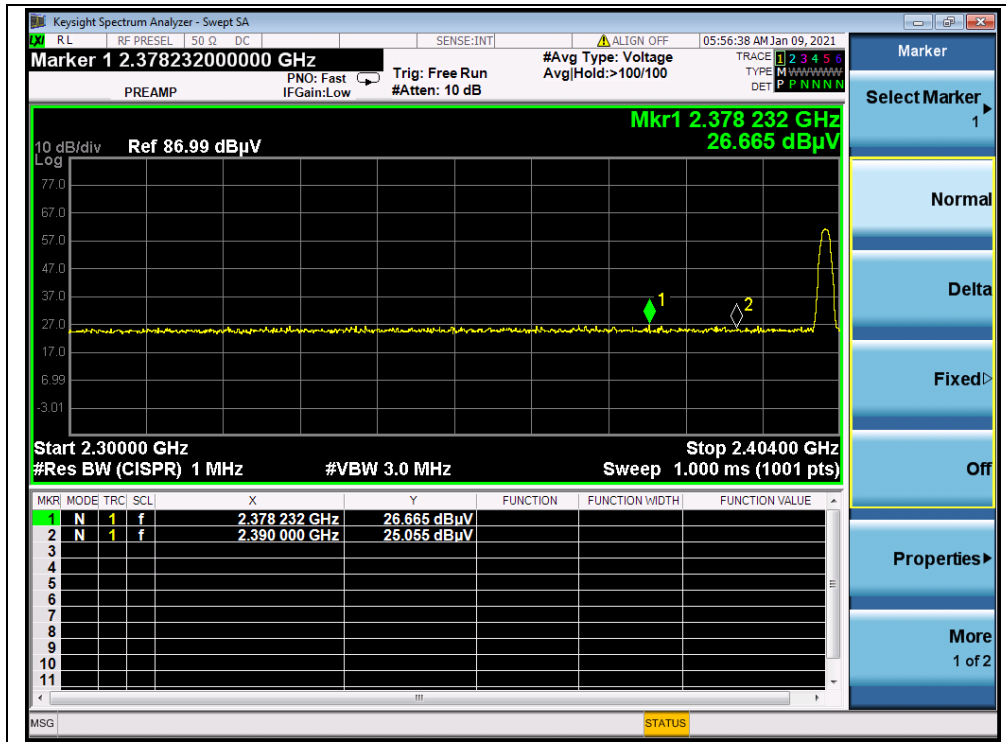 Keysight Spectrum Analyzer - Swept SA
LXI RL RF PRESEL 50 Ω DC SENSE:INT ALIGN OFF 05:56:38 AM Jan 09, 2021
Marker 1 2.378232000000 GHz
PREAMP
PNO: Fast
IFGain:Low
Trig: Free Run
#Atten: 10 dB
#Avg Type: Voltage
Avg|Hold:>100/100
TRACE 1 2 3 4 5 6
TYPE M WWWWW
DET P P N N N N
Mkr1 2.378 232 GHz
26.665 dBµV
10 dB/div Ref 86.99 dBµV
Log
77.0
67.0
57.0
47.0
37.0
27.0
17.0
6.99
-3.01
1
2
Start 2.30000 GHz Stop 2.40400 GHz
#Res BW (CISPR) 1 MHz #VBW 3.0 MHz Sweep 1.000 ms (1001 pts)
MKR MODE TRC SCL X Y FUNCTION FUNCTION WIDTH FUNCTION VALUE
1 N 1 f 2.378 232 GHz 26.665 dBµV
2 N 1 f 2.390 000 GHz 25.055 dBµV
3
4
5
6
7
8
9
10
11
MSG STATUS
Marker
Select Marker
1
Normal
Delta
Fixed
Off
Properties
More
1 of 2